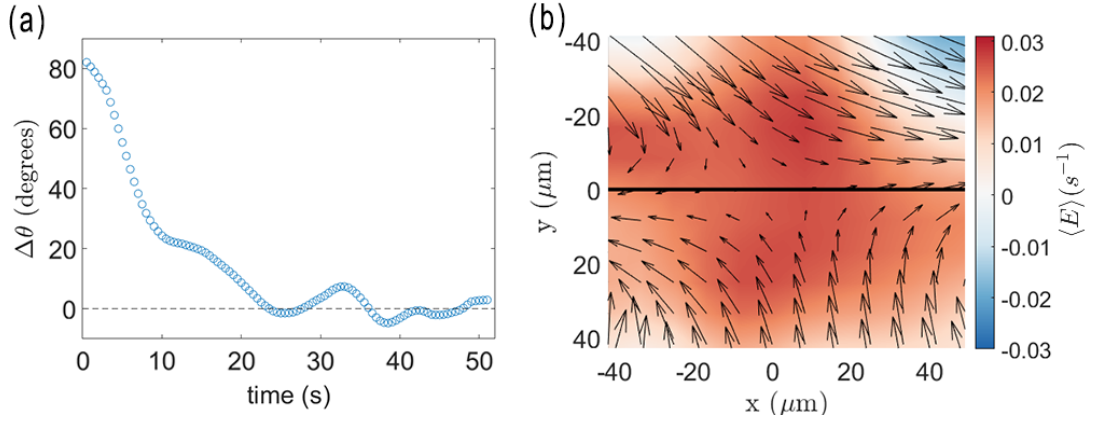 (a)
80
60
40
20
0
Δθ (degrees)
0 10 20 30 40 50
time (s)
(b)
-40
-20
0
20
40
y (μm)
-40 -20 0 20 40
x (μm)
0.03
0.02
0.01
0
-0.01
-0.02
-0.03
⟨E⟩(s⁻¹)